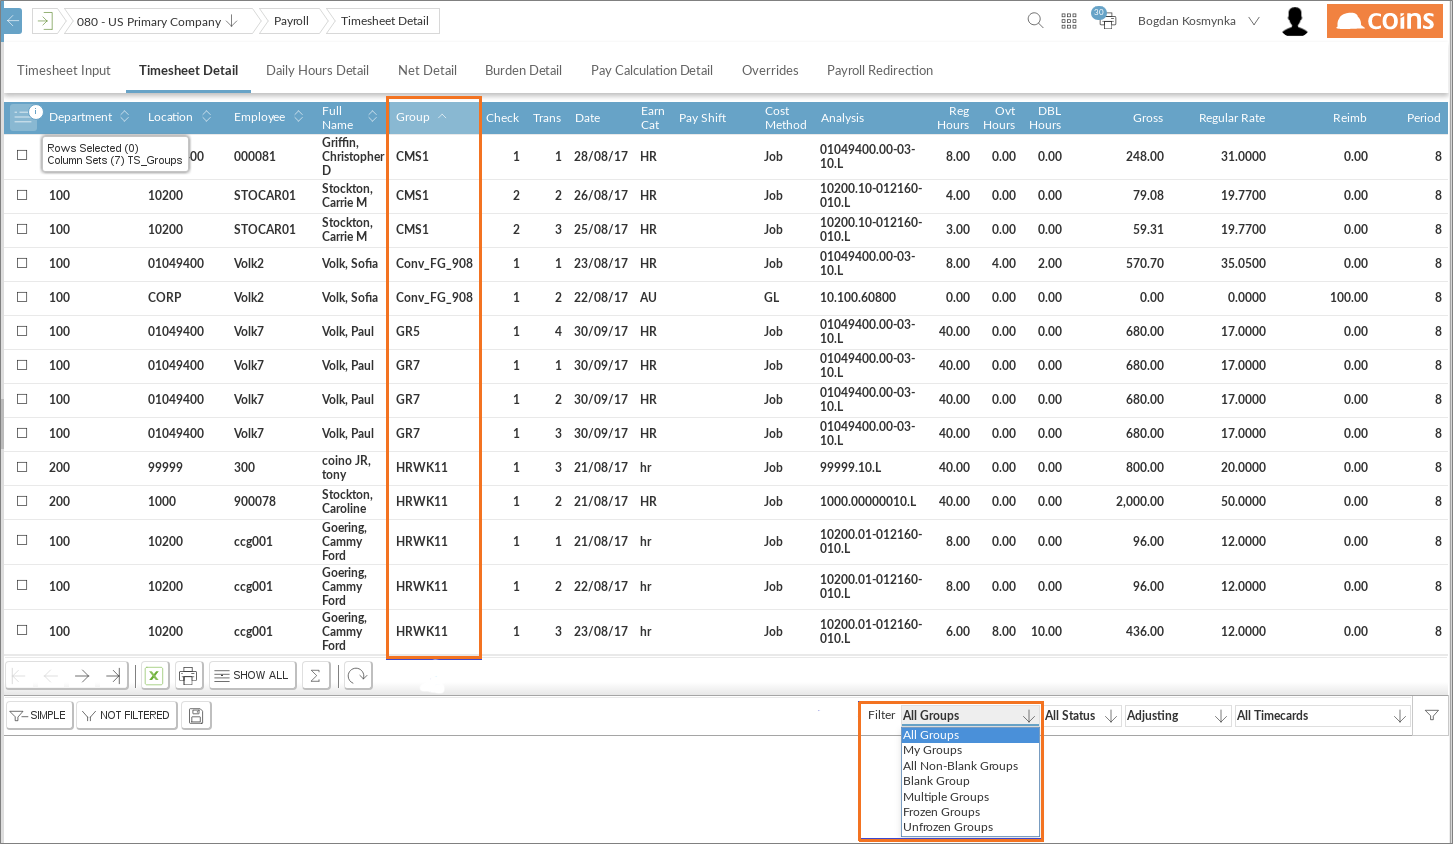 080 - US Primary Company
Payroll
Timesheet Detail
30
Bogdan Kosmynka
coins
Timesheet Input
Timesheet Detail
Daily Hours Detail
Net Detail
Burden Detail
Pay Calculation Detail
Overrides
Payroll Redirection
i
Department Location Employee Full Name Group Check Trans Date Earn Cat Pay Shift Cost Method Analysis Reg Hours Ovt Hours DBL Hours Gross Regular Rate Reimb Period
Rows Selected (0)
Column Sets (7) TS_Groups
00 000081 Griffin, Christopher D CMS1 1 1 28/08/17 HR Job 01049400.00-03-10.L 8.00 0.00 0.00 248.00 31.0000 0.00 8
100 10200 STOCAR01 Stockton, Carrie M CMS1 2 2 26/08/17 HR Job 10200.10-012160-010.L 4.00 0.00 0.00 79.08 19.7700 0.00 8
100 10200 STOCAR01 Stockton, Carrie M CMS1 2 3 25/08/17 HR Job 10200.10-012160-010.L 3.00 0.00 0.00 59.31 19.7700 0.00 8
100 01049400 Volk2 Volk, Sofia Conv_FG_908 1 1 23/08/17 HR Job 01049400.00-03-10.L 8.00 4.00 2.00 570.70 35.0500 0.00 8
100 CORP Volk2 Volk, Sofia Conv_FG_908 1 2 22/08/17 AU GL 10.100.60800 0.00 0.00 0.00 0.00 0.0000 100.00 8
100 01049400 Volk7 Volk, Paul GR5 1 4 30/09/17 HR Job 01049400.00-03-10.L 40.00 0.00 0.00 680.00 17.0000 0.00 8
100 01049400 Volk7 Volk, Paul GR7 1 1 30/09/17 HR Job 01049400.00-03-10.L 40.00 0.00 0.00 680.00 17.0000 0.00 8
100 01049400 Volk7 Volk, Paul GR7 1 2 30/09/17 HR Job 01049400.00-03-10.L 40.00 0.00 0.00 680.00 17.0000 0.00 8
100 01049400 Volk7 Volk, Paul GR7 1 3 30/09/17 HR Job 01049400.00-03-10.L 40.00 0.00 0.00 680.00 17.0000 0.00 8
200 99999 300 coino JR, tony HRWK11 1 3 21/08/17 hr Job 99999.10.L 40.00 0.00 0.00 800.00 20.0000 0.00 8
200 1000 900078 Stockton, Caroline HRWK11 1 2 21/08/17 HR Job 1000.00000010.L 40.00 0.00 0.00 2,000.00 50.0000 0.00 8
100 10200 ccg001 Goering, Cammy Ford HRWK11 1 1 21/08/17 hr Job 10200.01-012160-010.L 8.00 0.00 0.00 96.00 12.0000 0.00 8
100 10200 ccg001 Goering, Cammy Ford HRWK11 1 2 22/08/17 hr Job 10200.01-012160-010.L 8.00 0.00 0.00 96.00 12.0000 0.00 8
100 10200 ccg001 Goering, Cammy Ford HRWK11 1 3 23/08/17 hr Job 10200.01-012160-010.L 6.00 8.00 10.00 436.00 12.0000 0.00 8
X
SHOW ALL
Σ
SIMPLE
NOT FILTERED
Filter All Groups
All Status
Adjusting
All Timecards
All Groups
My Groups
All Non-Blank Groups
Blank Group
Multiple Groups
Frozen Groups
Unfrozen Groups